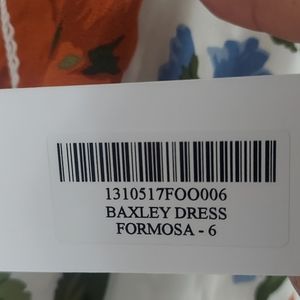 1310517FOO006
BAXLEY DRESS
FORMOSA - 6